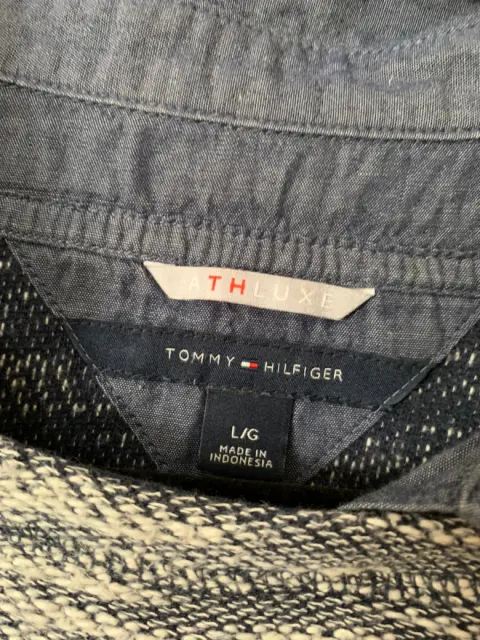 ATHLUXE
TOMMY HILFIGER
L/G
MADE IN
INDONESIA